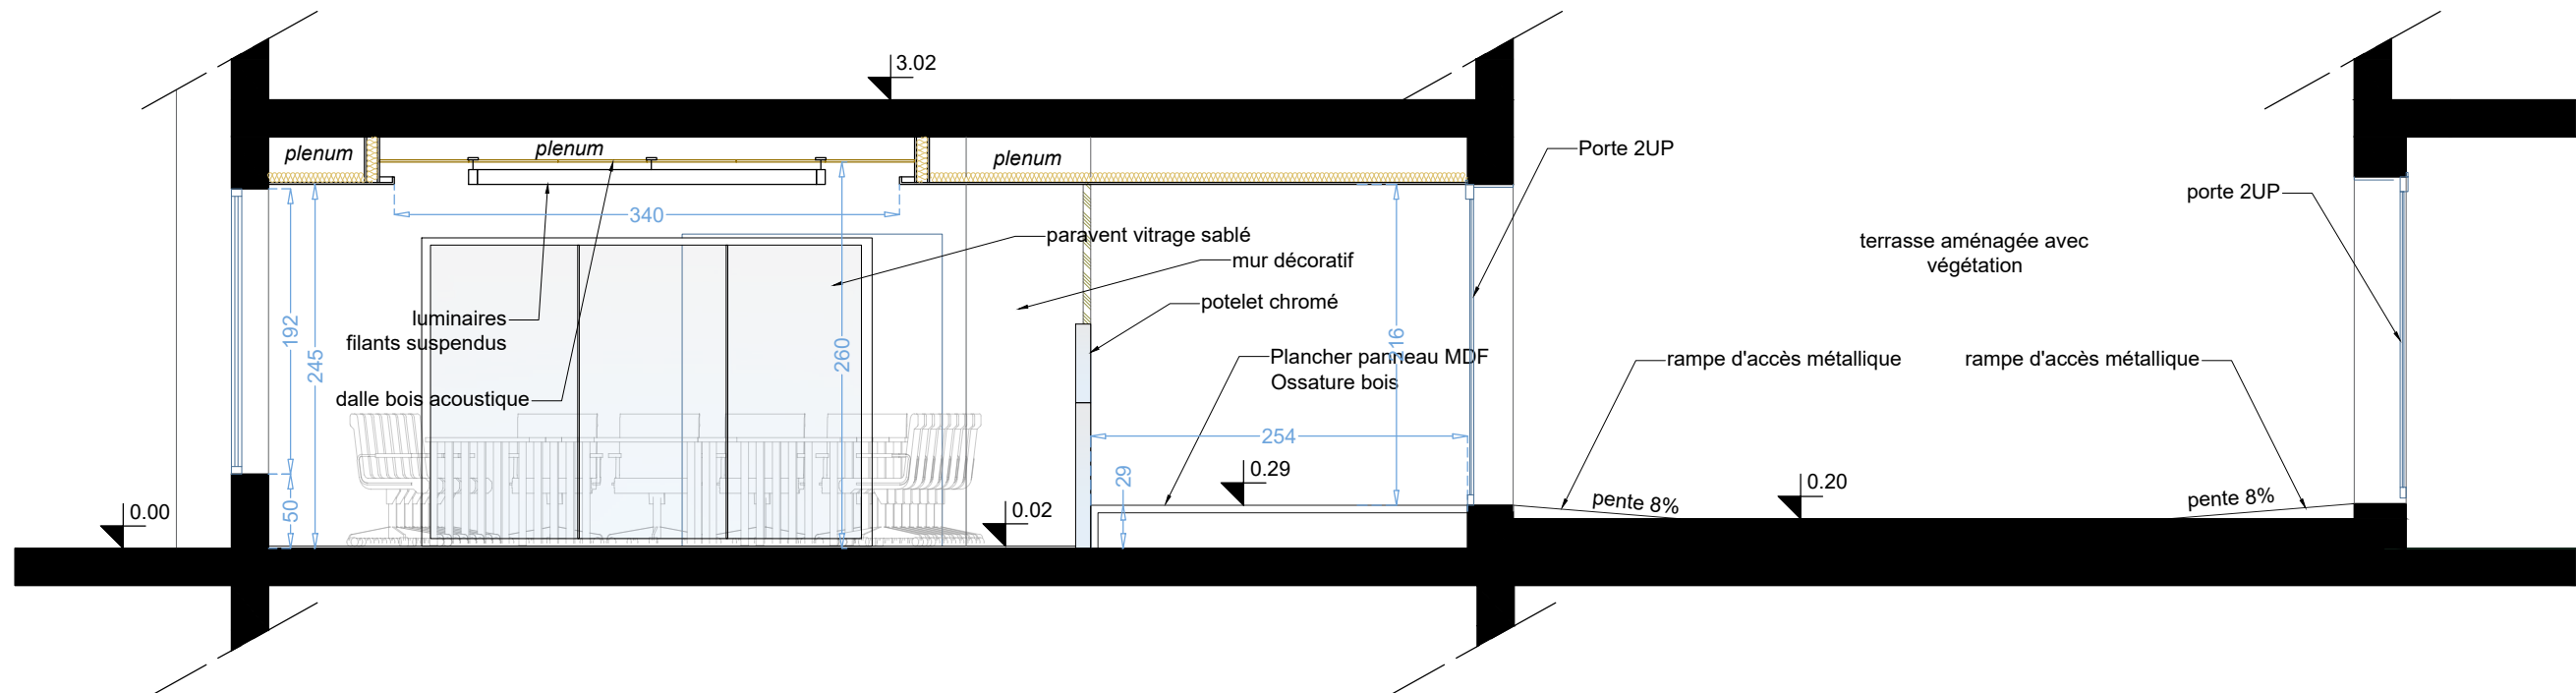 3.02
plenum
plenum
plenum
Porte 2UP
porte 2UP
340
paravent vitrage sablé
mur décoratif
terrasse aménagée avec
végétation
potelet chromé
luminaires
filants suspendus
192
245
260
216
Plancher panneau MDF
Ossature bois
rampe d'accès métallique
rampe d'accès métallique
dalle bois acoustique
254
29
0.29
0.20
pente 8%
pente 8%
0.00
50
0.02